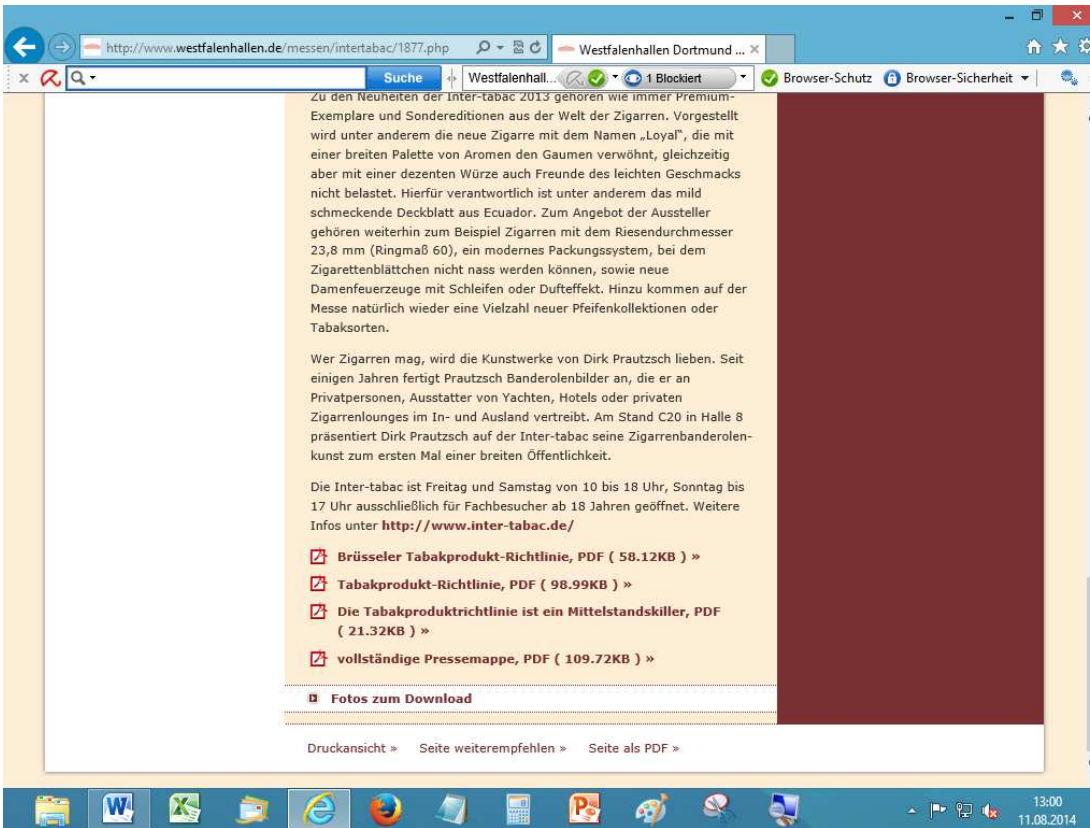 http://www.westfalenhallen.de/messen/intertabac/1877.php
Westfalenhallen Dortmund ...
Suche
Westfalenhall...
1 Blockiert
Browser-Schutz
Browser-Sicherheit
Zu den Neuheiten der Inter-tabac 2013 gehören wie immer Premium-
Exemplare und Sondereditionen aus der Welt der Zigarren. Vorgestellt
wird unter anderem die neue Zigarre mit dem Namen „Loyal“, die mit
einer breiten Palette von Aromen den Gaumen verwöhnt, gleichzeitig
aber mit einer dezenten Würze auch Freunde des leichten Geschmacks
nicht belastet. Hierfür verantwortlich ist unter anderem das mild
schmeckende Deckblatt aus Ecuador. Zum Angebot der Aussteller
gehören weiterhin zum Beispiel Zigarren mit dem Riesendurchmesser
23,8 mm (Ringmaß 60), ein modernes Packungssystem, bei dem
Zigarettenblättchen nicht nass werden können, sowie neue
Damenfeuerzeuge mit Schleifen oder Dufteffekt. Hinzu kommen auf der
Messe natürlich wieder eine Vielzahl neuer Pfeifenkollektionen oder
Tabaksorten.
Wer Zigarren mag, wird die Kunstwerke von Dirk Prautzsch lieben. Seit
einigen Jahren fertigt Prautzsch Banderolenbilder an, die er an
Privatpersonen, Ausstatter von Yachten, Hotels oder privaten
Zigarrenlounges im In- und Ausland vertreibt. Am Stand C20 in Halle 8
präsentiert Dirk Prautzsch auf der Inter-tabac seine Zigarrenbanderolen-
kunst zum ersten Mal einer breiten Öffentlichkeit.
Die Inter-tabac ist Freitag und Samstag von 10 bis 18 Uhr, Sonntag bis
17 Uhr ausschließlich für Fachbesucher ab 18 Jahren geöffnet. Weitere
Infos unter http://www.inter-tabac.de/
Brüsseler Tabakprodukt-Richtlinie, PDF ( 58.12KB ) »
Tabakprodukt-Richtlinie, PDF ( 98.99KB ) »
Die Tabakproduktrichtlinie ist ein Mittelstandskiller, PDF
( 21.32KB ) »
vollständige Pressemappe, PDF ( 109.72KB ) »
Fotos zum Download
Druckansicht » Seite weiterempfehlen » Seite als PDF »
13:00
11.08.2014